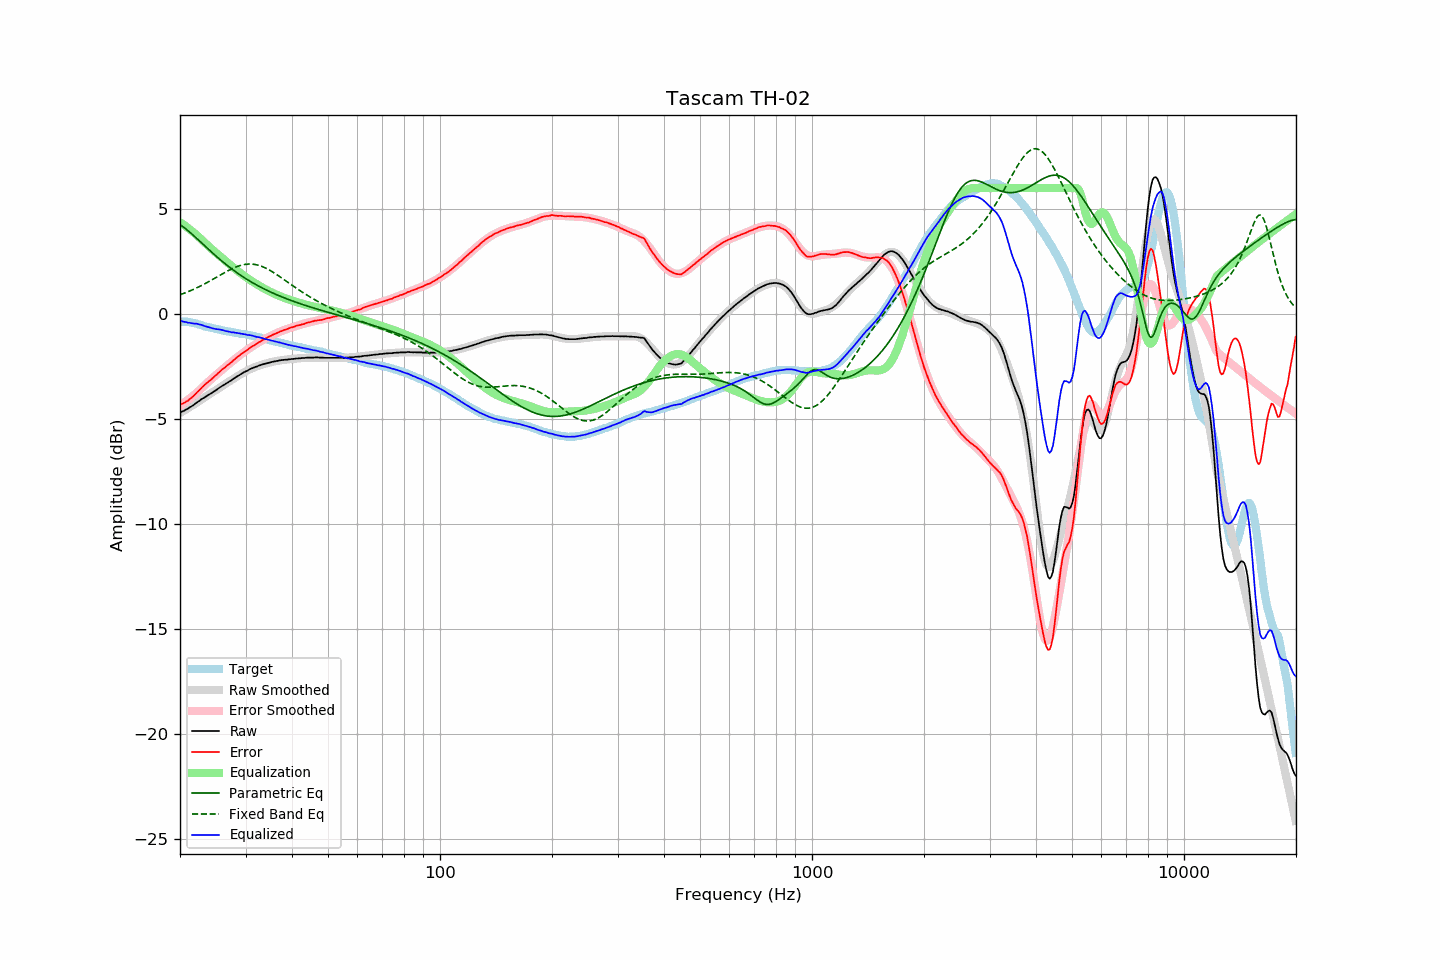 Tascam TH-02
Amplitude (dBr)
5
0
−5
−10
−15
−20
−25
Target
Raw Smoothed
Error Smoothed
Raw
Error
Equalization
Parametric Eq
Fixed Band Eq
Equalized
100
1000
10000
Frequency (Hz)